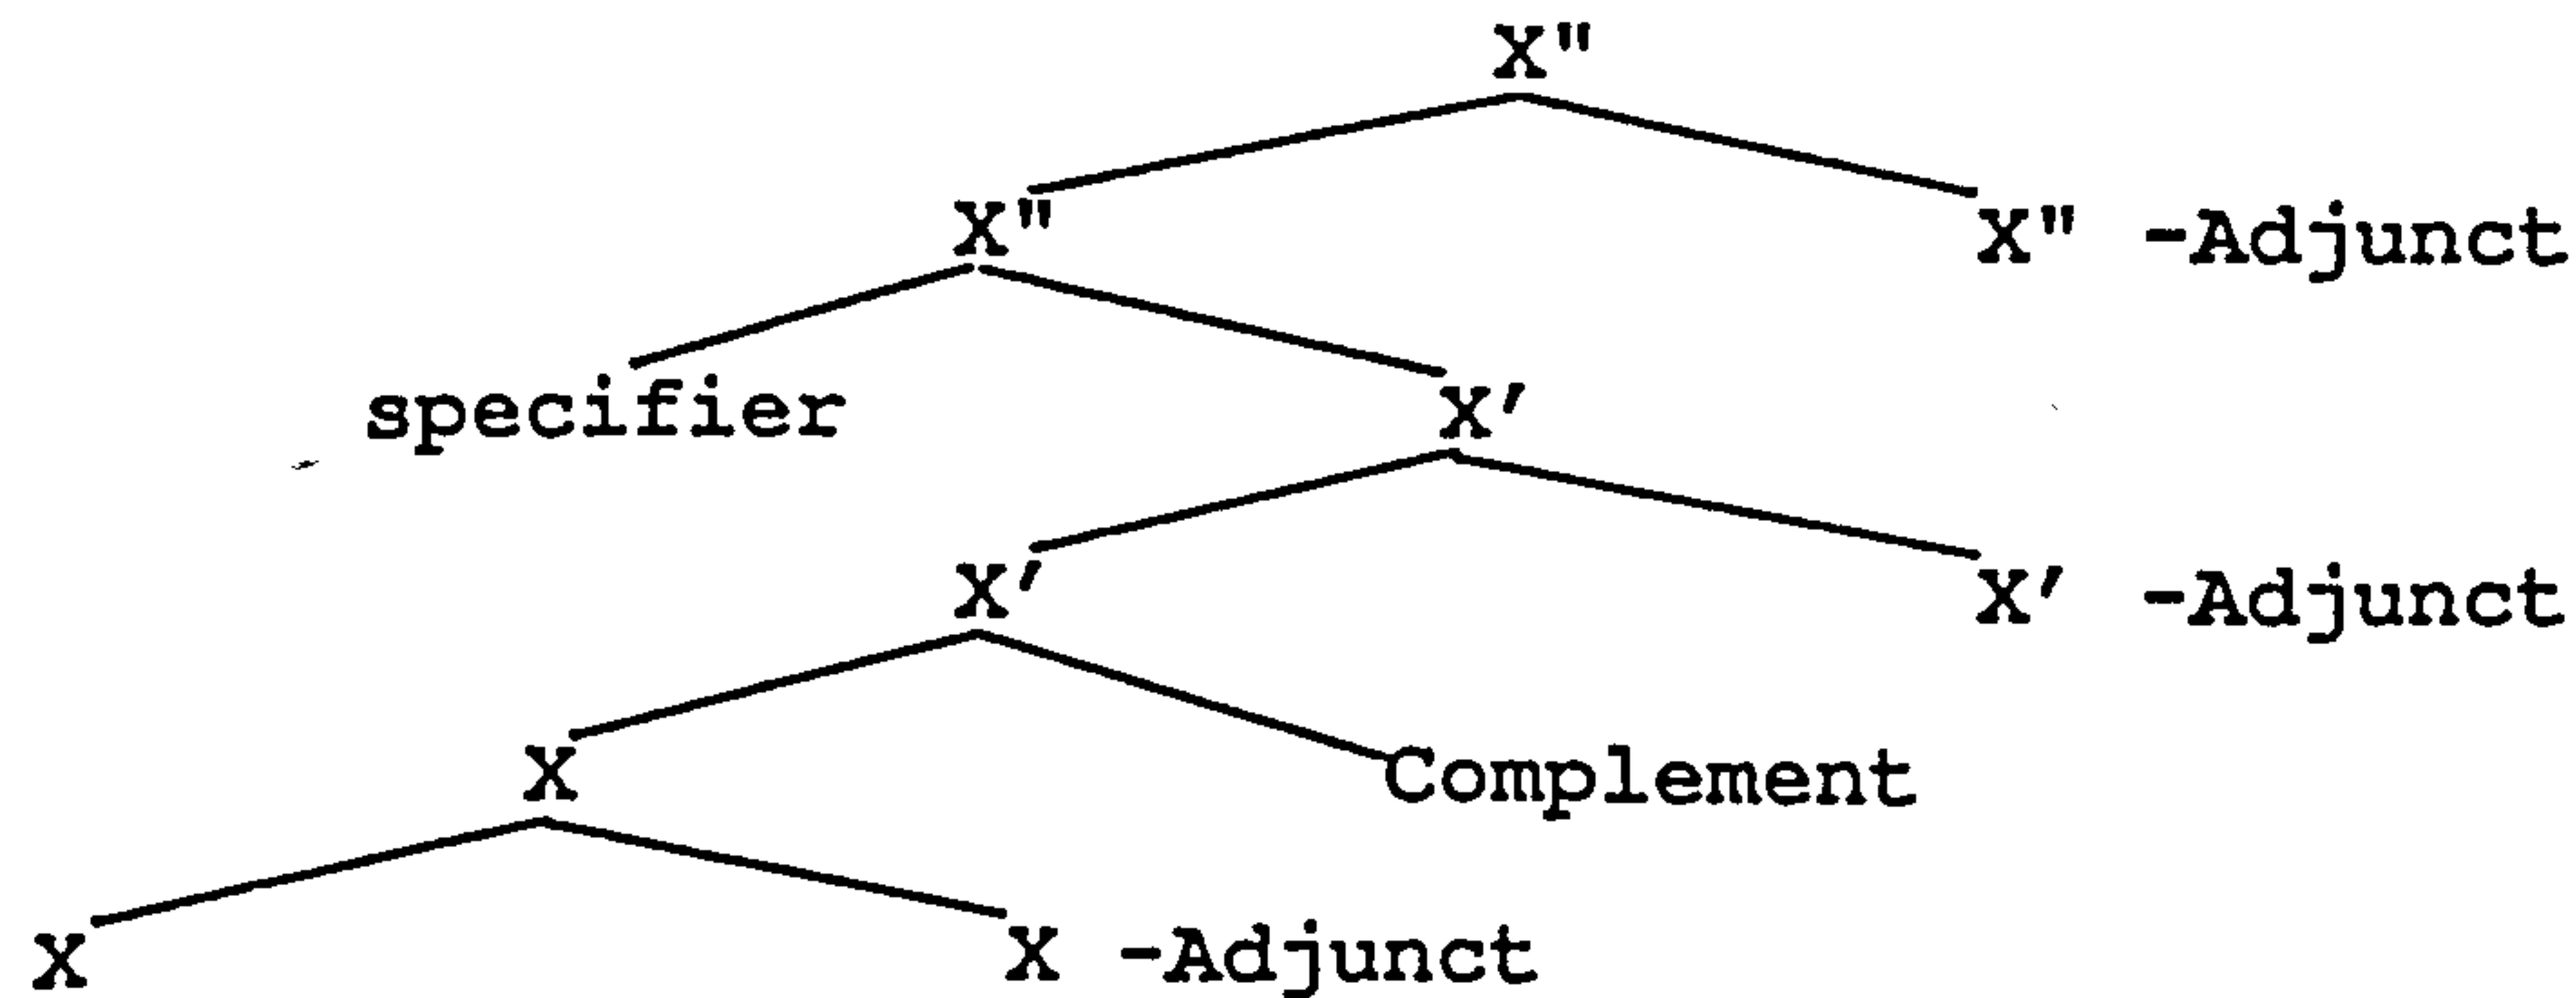 X"
X" X" -Adjunct
specifier X'
X' X' -Adjunct
X Complement
X X -Adjunct